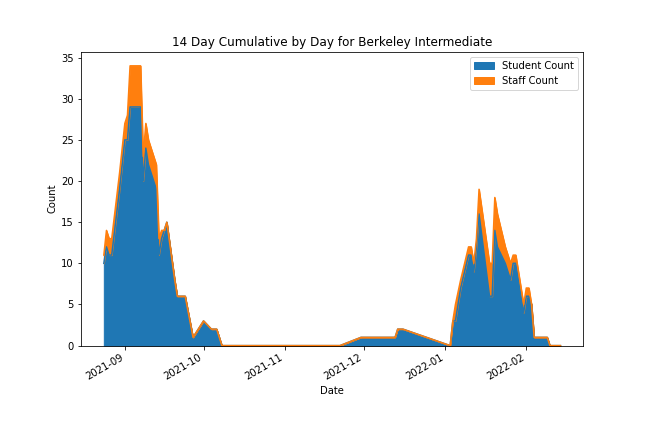 14 Day Cumulative by Day for Berkeley Intermediate
Student Count
Staff Count
Count
35
30
25
20
15
10
5
0
2021-09
2021-10
2021-11
2021-12
2022-01
2022-02
Date